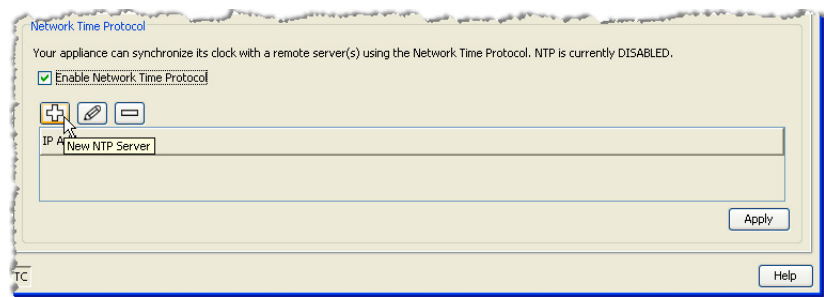 Network Time Protocol
Your appliance can synchronize its clock with a remote server(s) using the Network Time Protocol. NTP is currently DISABLED.
Enable Network Time Protocol
IP A
New NTP Server
Apply
TC
Help